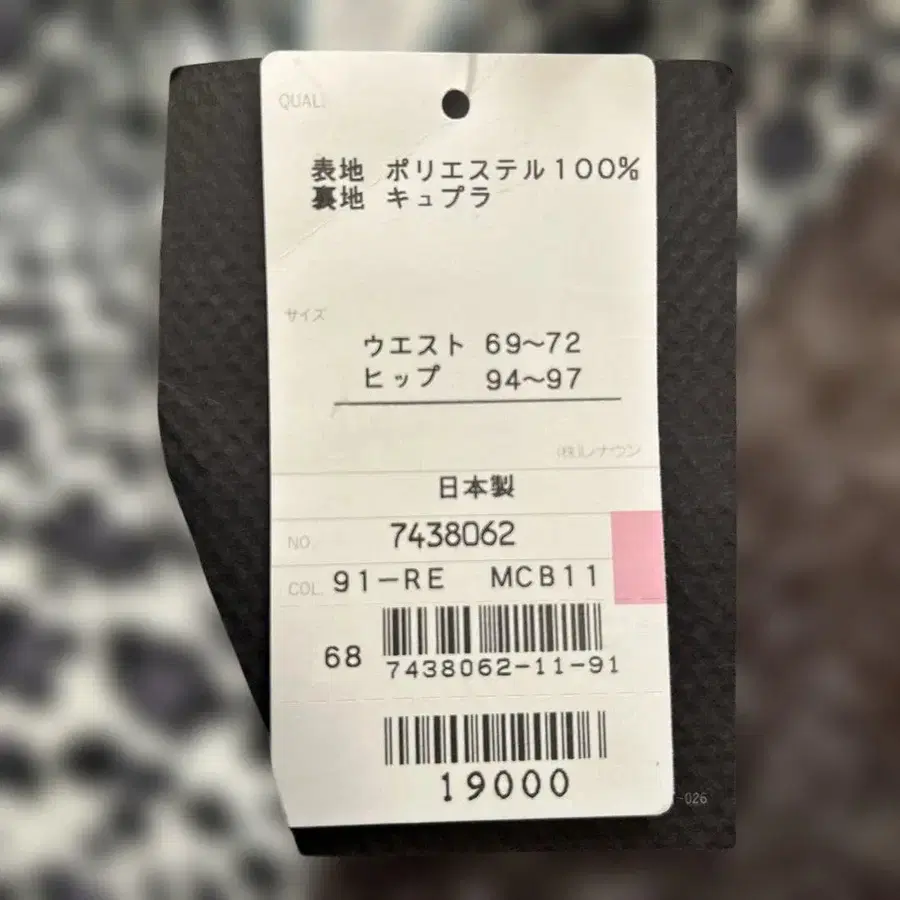 QUAL.
表地 ポリエステル100%
裏地 キュプラ
サイズ
ウエスト 69〜72
ヒップ 94〜97
(株)レナウン
日本製
NO. 7438062
COL. 91-RE MCB11
68
7438062-11-91
19000
-026